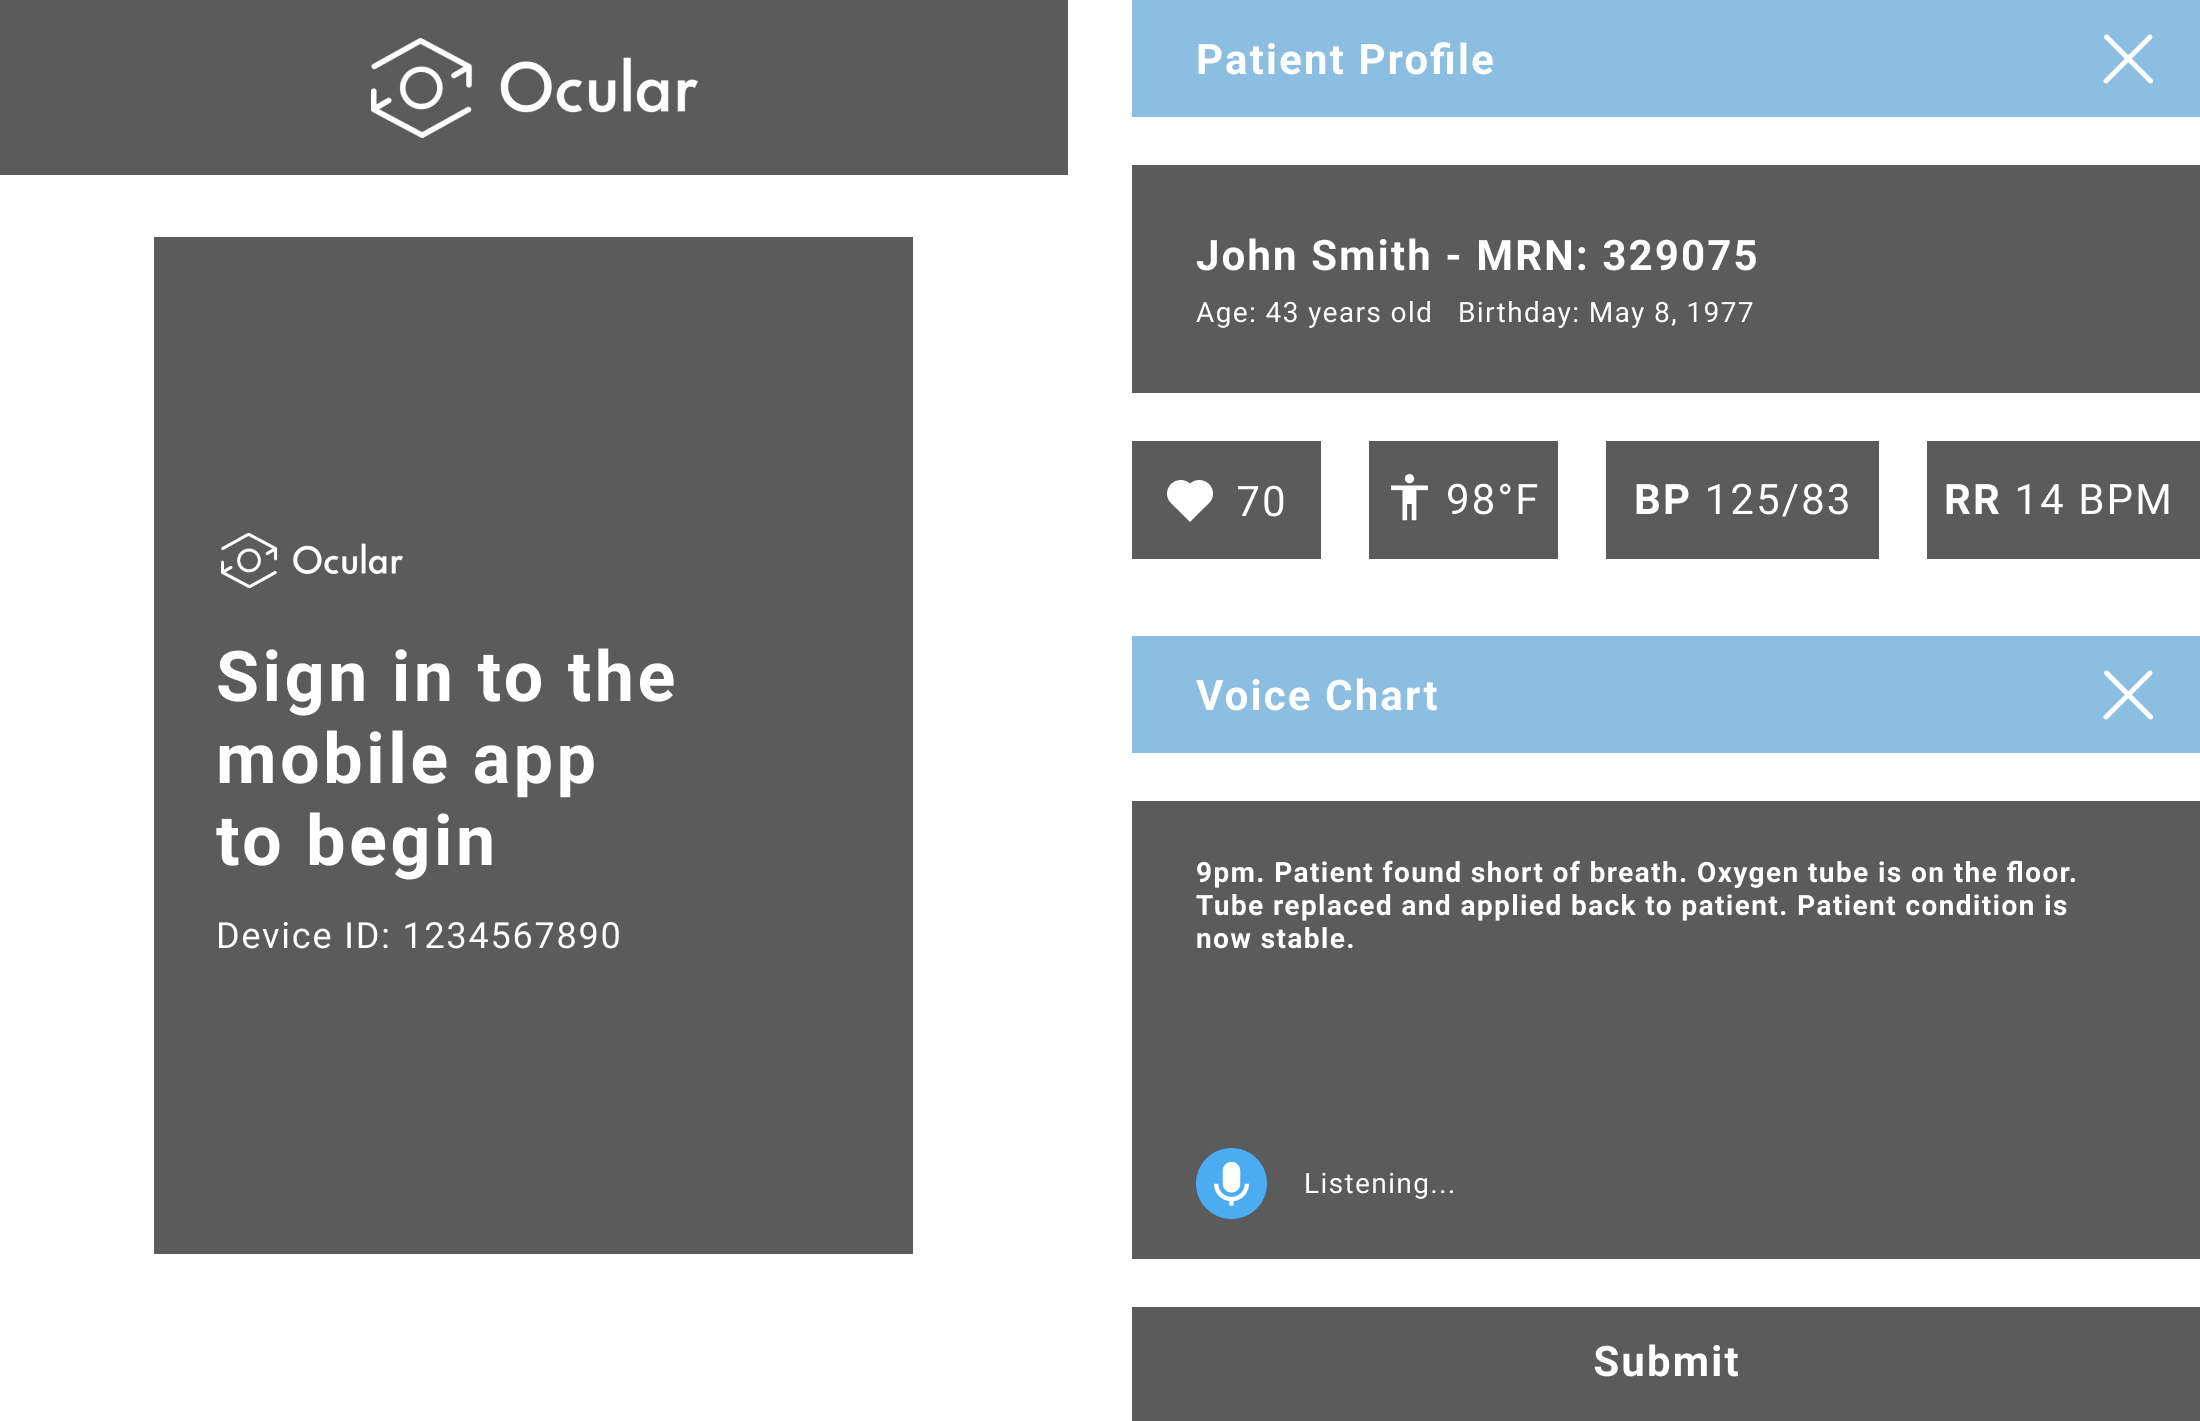 Ocular
Ocular
Sign in to the
mobile app
to begin
Device ID: 1234567890
Patient Profile
John Smith - MRN: 329075
Age: 43 years old Birthday: May 8, 1977
70
98°F
BP 125/83
RR 14 BPM
Voice Chart
9pm. Patient found short of breath. Oxygen tube is on the floor.
Tube replaced and applied back to patient. Patient condition is
now stable.
Listening...
Submit